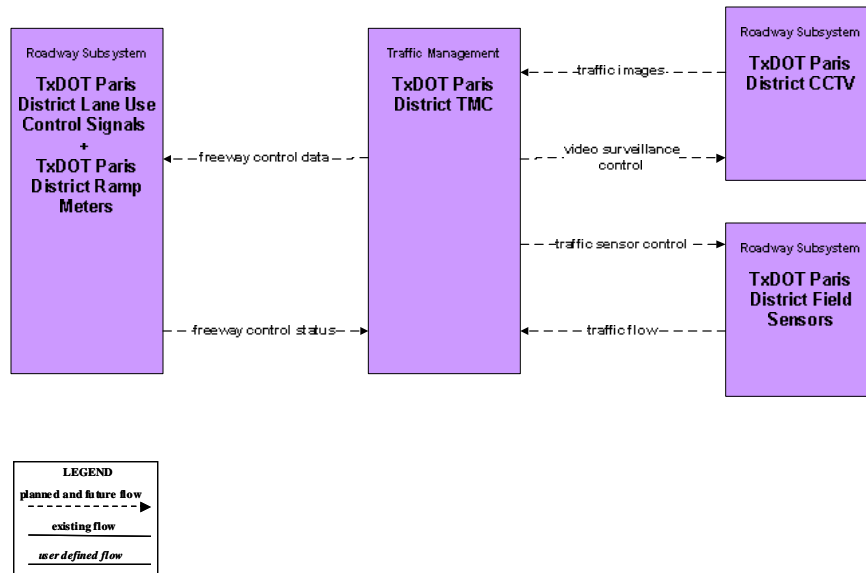 Roadway Subsystem
TxDOT Paris
District Lane Use
Control Signals
+
TxDOT Paris
District Ramp
Meters
freeway control data
freeway control status
Traffic Management
TxDOT Paris
District TMC
traffic images
video surveillance
control
traffic sensor control
traffic flow
Roadway Subsystem
TxDOT Paris
District CCTV
Roadway Subsystem
TxDOT Paris
District Field
Sensors
LEGEND
planned and future flow
existing flow
user defined flow